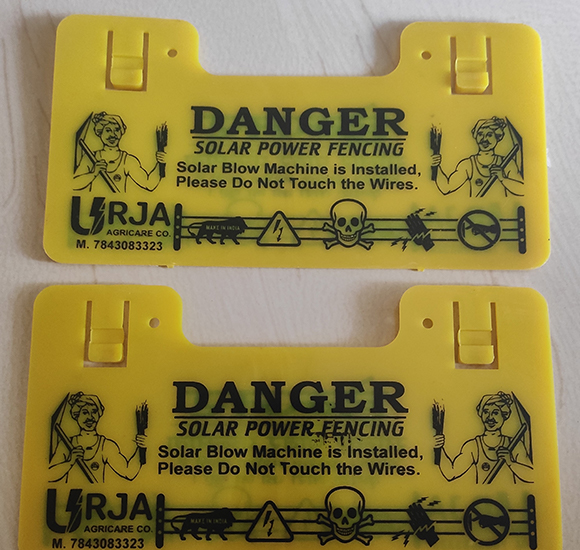 DANGER
SOLAR POWER FENCING
Solar Blow Machine is Installed,
Please Do Not Touch the Wires.
URJA
AGRICARE CO.
M. 7843083323
MAKE IN INDIA
DANGER
SOLAR POWER FENCING
Solar Blow Machine is Installed,
Please Do Not Touch the Wires.
URJA
AGRICARE CO.
M. 7843083323
MAKE IN INDIA